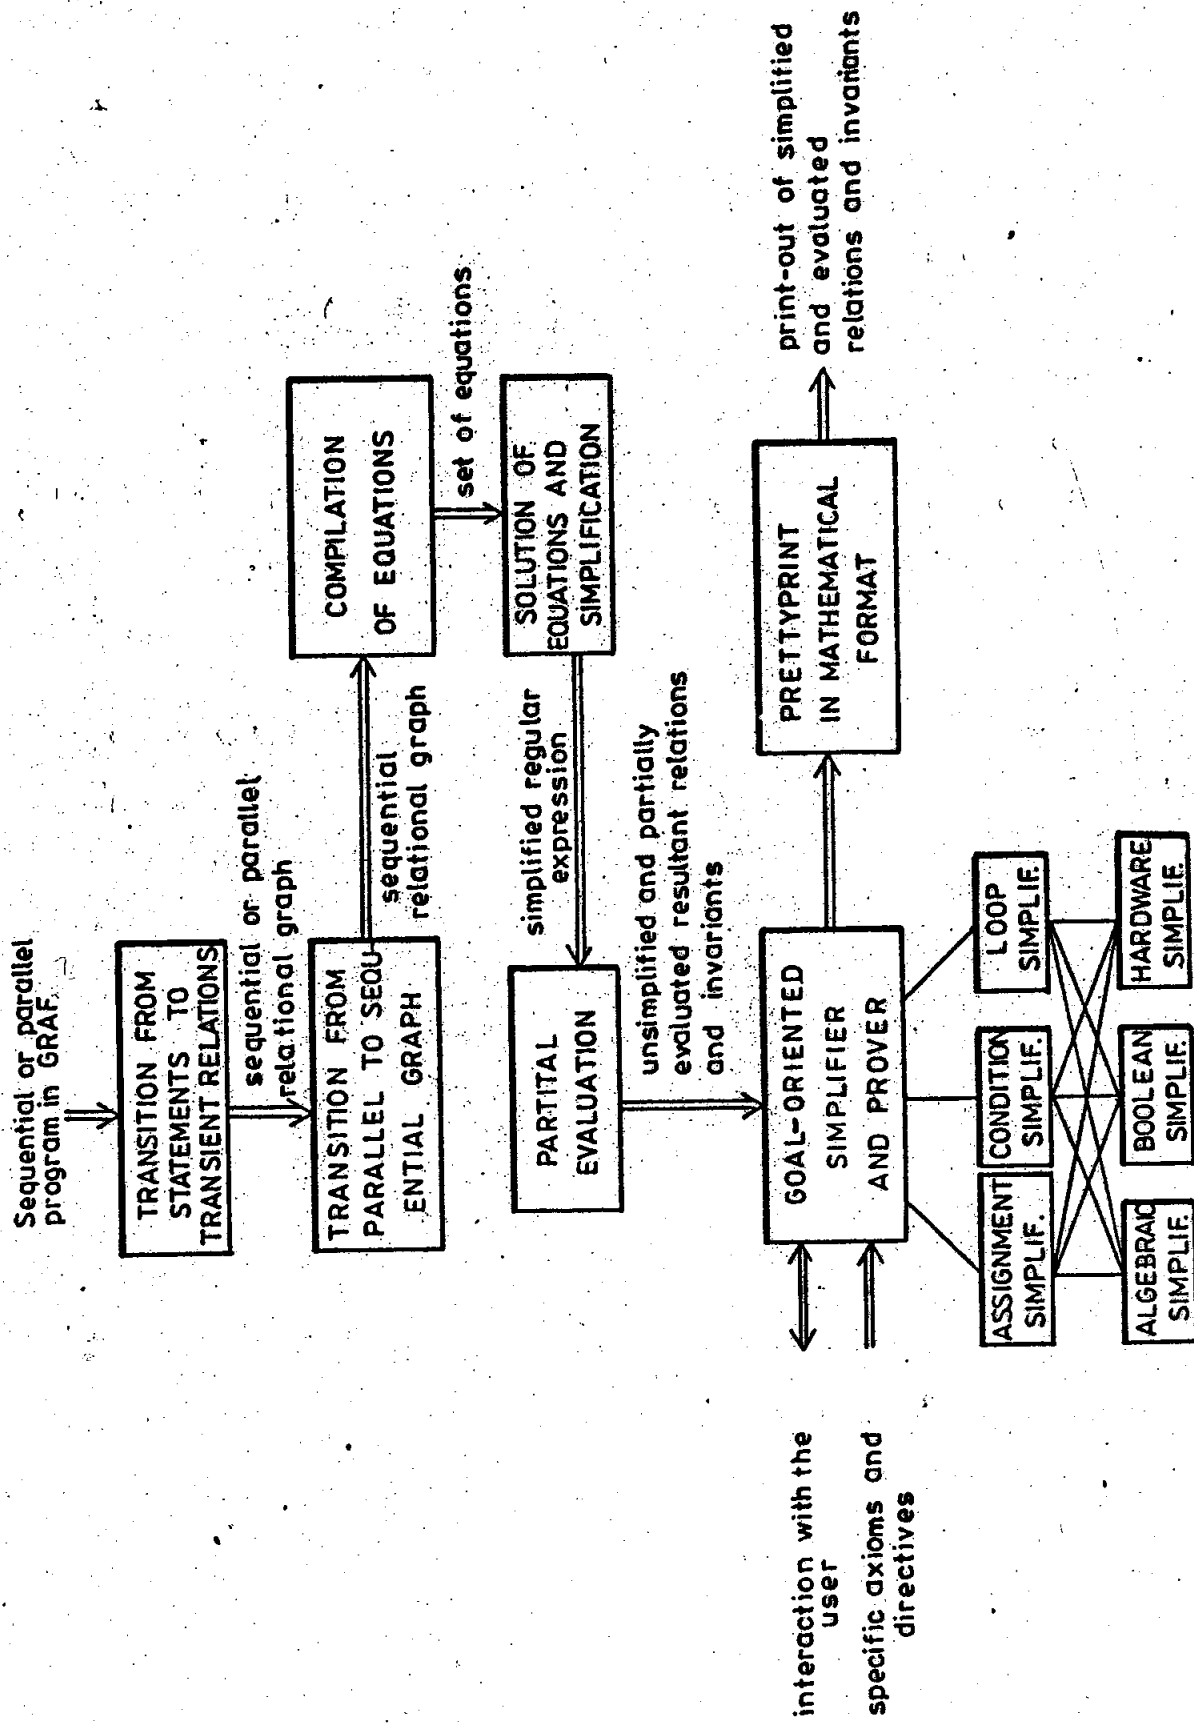 Sequential or parallel
program in GRAF
TRANSITION FROM
STATEMENTS TO
TRANSIENT RELATIONS
sequential or parallel
relational graph
TRANSITION FROM
PARALLEL TO SEQU
ENTIAL GRAPH
sequential
relational graph
COMPILATION
OF EQUATIONS
set of equations
SOLUTION OF
EQUATIONS AND
SIMPLIFICATION
simplified regular
expression
PARTITAL
EVALUATION
unsimplified and partially
evaluated resultant relations
and invariants
interaction with the
user
specific axioms and
directives
GOAL-ORIENTED
SIMPLIFIER
AND PROVER
PRETTYPRINT
IN MATHEMATICAL
FORMAT
print-out of simplified
and evaluated
relations and invariants
ASSIGNMENT
SIMPLIF.
CONDITION
SIMPLIF.
LOOP
SIMPLIF.
ALGEBRAIC
SIMPLIF.
BOOLEAN
SIMPLIF.
HARDWARE
SIMPLIF.